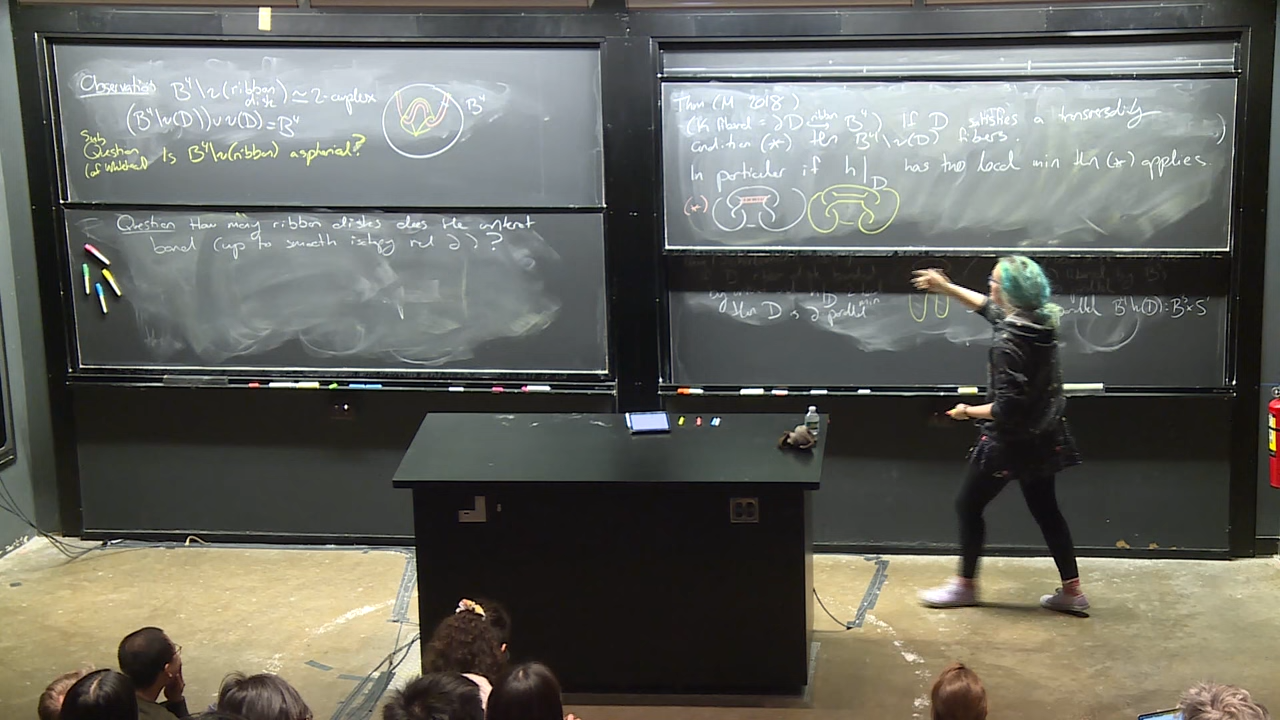 Observation B⁴\ν(ribbon disk) ≃ 2-complex
B⁴
(B⁴\ν(D)) ∪ ν(D) = B⁴
Sub
Question Is B⁴\ν(ribbon) aspherical?
(of Whitehead)
Question How many ribbon disks does the unknot
bound (up to smooth isotopy rel ∂)?
Thm (M 2018)
(K fibered = ∂D ribbon B⁴) If D satisfies a transversality
condition (*) then B⁴\ν(D) fibers.
In particular if h|D has two local min then (*) applies.
(*)
then D is ∂ parallel
B⁴\ν(D)=B³×S¹